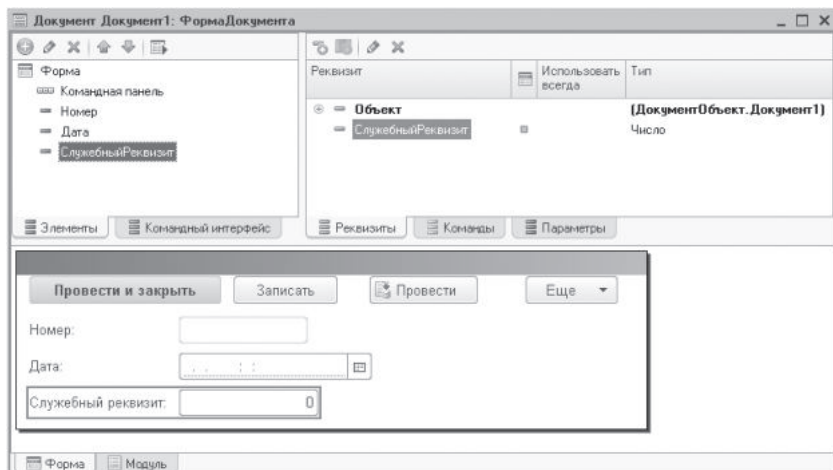 Документ Документ1: ФормаДокумента
Форма
Командная панель
Номер
Дата
СлужебныйРеквизит
Элементы
Командный интерфейс
Реквизит
Использовать всегда
Тип
Объект
(ДокументОбъект.Документ1)
СлужебныйРеквизит
Число
Реквизиты
Команды
Параметры
Провести и закрыть
Записать
Провести
Еще
Номер:
Дата:
. . : :
Служебный реквизит:
0
Форма
Модуль